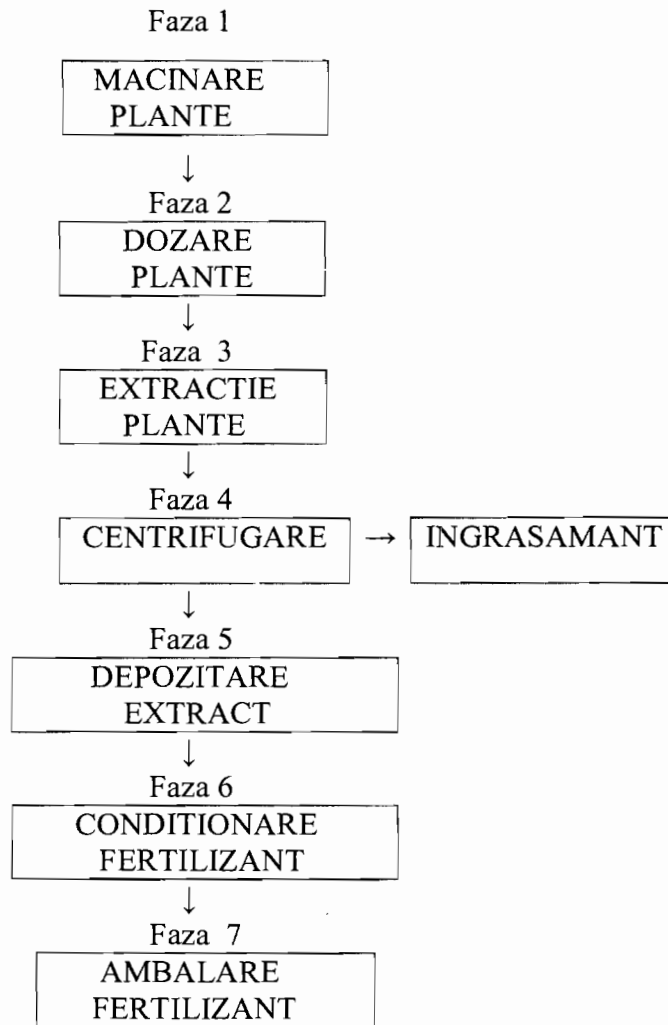 Faza 1
MACINARE
PLANTE
↓
Faza 2
DOZARE
PLANTE
↓
Faza 3
EXTRACTIE
PLANTE
↓
Faza 4
CENTRIFUGARE → INGRASAMANT
↓
Faza 5
DEPOZITARE
EXTRACT
↓
Faza 6
CONDITIONARE
FERTILIZANT
↓
Faza 7
AMBALARE
FERTILIZANT